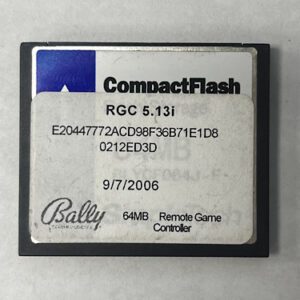 CompactFlash
RGC 5.13i
E20447772ACD98F36B71E1D8
0212ED3D
9/7/2006
Bally
64MB Remote Game
Controller